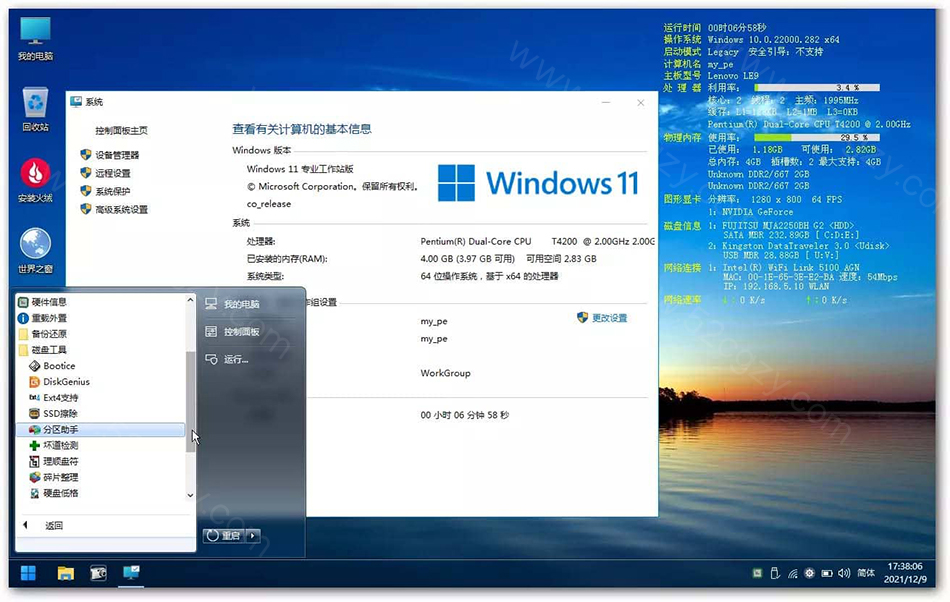 我的电脑
回收站
安装火绒
世界之窗
系统
控制面板主页
设备管理器
远程设置
系统保护
高级系统设置
查看有关计算机的基本信息
Windows 版本
Windows 11 专业工作站版
© Microsoft Corporation。保留所有权利。
co_release
Windows 11
系统
处理器: Pentium(R) Dual-Core CPU T4200 @ 2.00GHz 2.00G
已安装的内存(RAM): 4.00 GB (3.97 GB 可用) 可用空间 2.83 GB
系统类型: 64 位操作系统，基于 x64 的处理器
作组设置
my_pe
更改设置
my_pe
WorkGroup
00 小时 06 分钟 58 秒
硬件信息
重载外置
备份还原
磁盘工具
Bootice
DiskGenius
Ext4支持
SSD擦除
分区助手
坏道检测
理顺盘符
碎片整理
硬盘低格
返回
我的电脑
控制面板
运行...
重启
运行时间 00时06分58秒
操作系统 Windows 10.0.22000.282 x64
启动模式 Legacy 安全引导：不支持
计算机名 my_pe
主板型号 Lenovo LE9
处 理 器 利用率： 3.4 %
核心：2 线程：2 主频：1995MHz
L2=1MB L3=0KB
Pentium(R) Dual-Core CPU T4200 @ 2.00GHz
物理内存 使用率： 29.5 %
已使用： 1.18GB 可使用： 2.82GB
总内存：4GB 插槽数：2 最大支持：4GB
Unknown DDR2/667 2GB
Unknown DDR2/667 2GB
图形显卡 分辨率： 1280 x 800 64 FPS
1: NVIDIA GeForce
磁盘信息 1: FUJITSU MJA2250BH G2 <HDD>
SATA MBR 232.89GB [ C:D:E:]
2: Kingston DataTraveler 3.0 <Udisk>
USB MBR 28.88GB [ U:V:]
网络连接 1: Intel(R) WiFi Link 5100 AGN
MAC: 00-1E-65-3E-E2-BA 速度: 54Mbps
IP: 192.168.5.10 WLAN
网络速率 ↓：0 K/s ↑：0 K/s
简体
17:38:06
2021/12/9